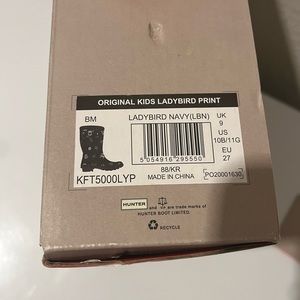 ORIGINAL KIDS LADYBIRD PRINT
BM
LADYBIRD NAVY(LBN)
UK
9
US
10B/11G
EU
27
5 054916 295550
KFT5000LYP
88/KR
MADE IN CHINA
PO20001630
HUNTER and are trade marks of
HUNTER BOOT LIMITED.
RECYCLE